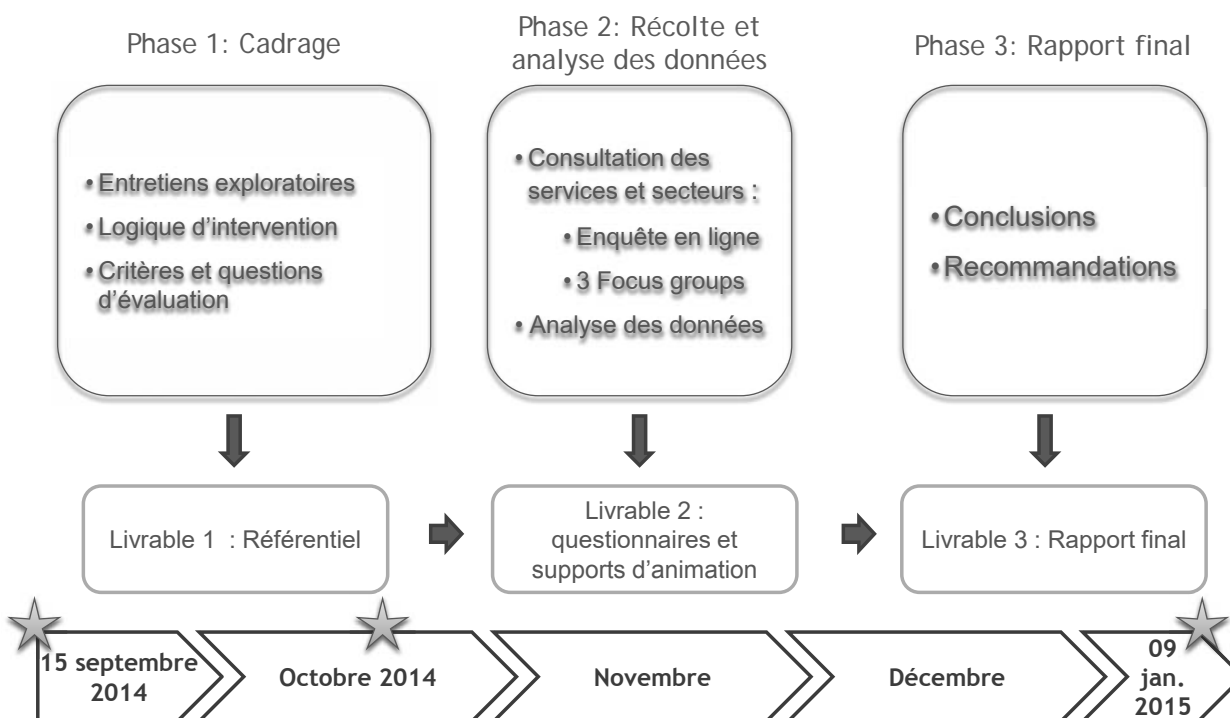 Phase 1: Cadrage
• Entretiens exploratoires
• Logique d'intervention
• Critères et questions
d'évaluation
Livrable 1 : Référentiel
Phase 2: Récolte et
analyse des données
• Consultation des
services et secteurs :
• Enquête en ligne
• 3 Focus groups
• Analyse des données
Livrable 2 :
questionnaires et
supports d'animation
Phase 3: Rapport final
• Conclusions
• Recommandations
Livrable 3 : Rapport final
15 septembre
2014
Octobre 2014
Novembre
Décembre
09
jan.
2015